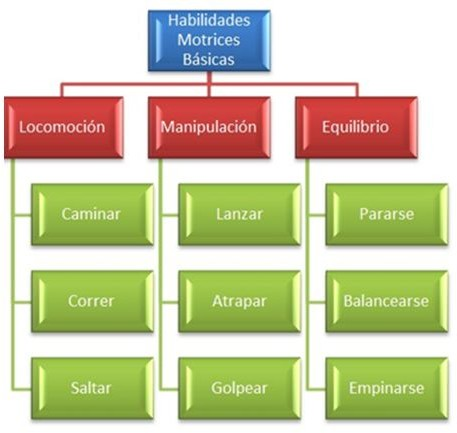 Habilidades
Motrices
Básicas
Locomoción
Manipulación
Equilibrio
Caminar
Lanzar
Pararse
Correr
Atrapar
Balancearse
Saltar
Golpear
Empinarse